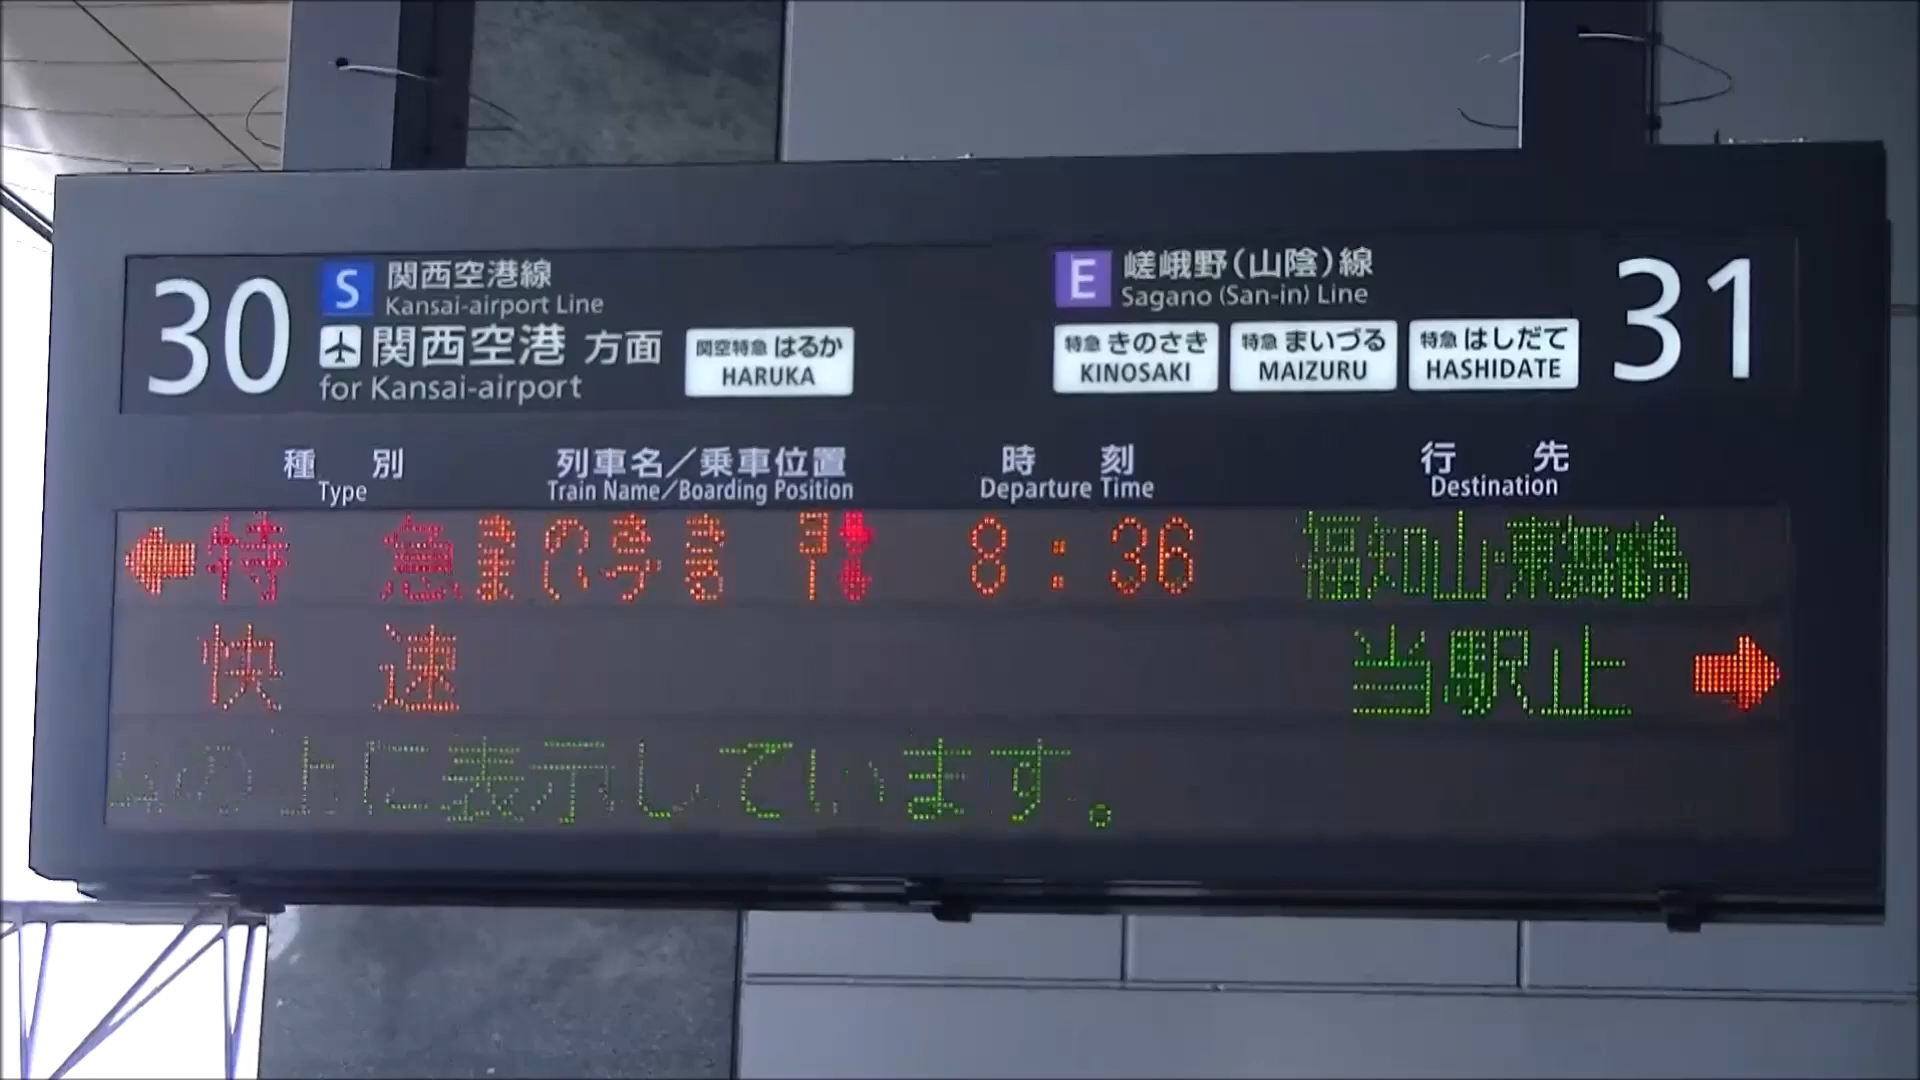 30
S 関西空港線
Kansai-airport Line
関西空港 方面
for Kansai-airport
関空特急 はるか
HARUKA
E 嵯峨野(山陰)線
Sagano (San-in) Line
特急 きのさき
KINOSAKI
特急 まいづる
MAIZURU
特急 はしだて
HASHIDATE
31
種別 列車名/乗車位置 時刻 行先
Type Train Name/Boarding Position Departure Time Destination
特急 8:36 福知山・東舞鶴
快速 当駅止
の上に表示しています。